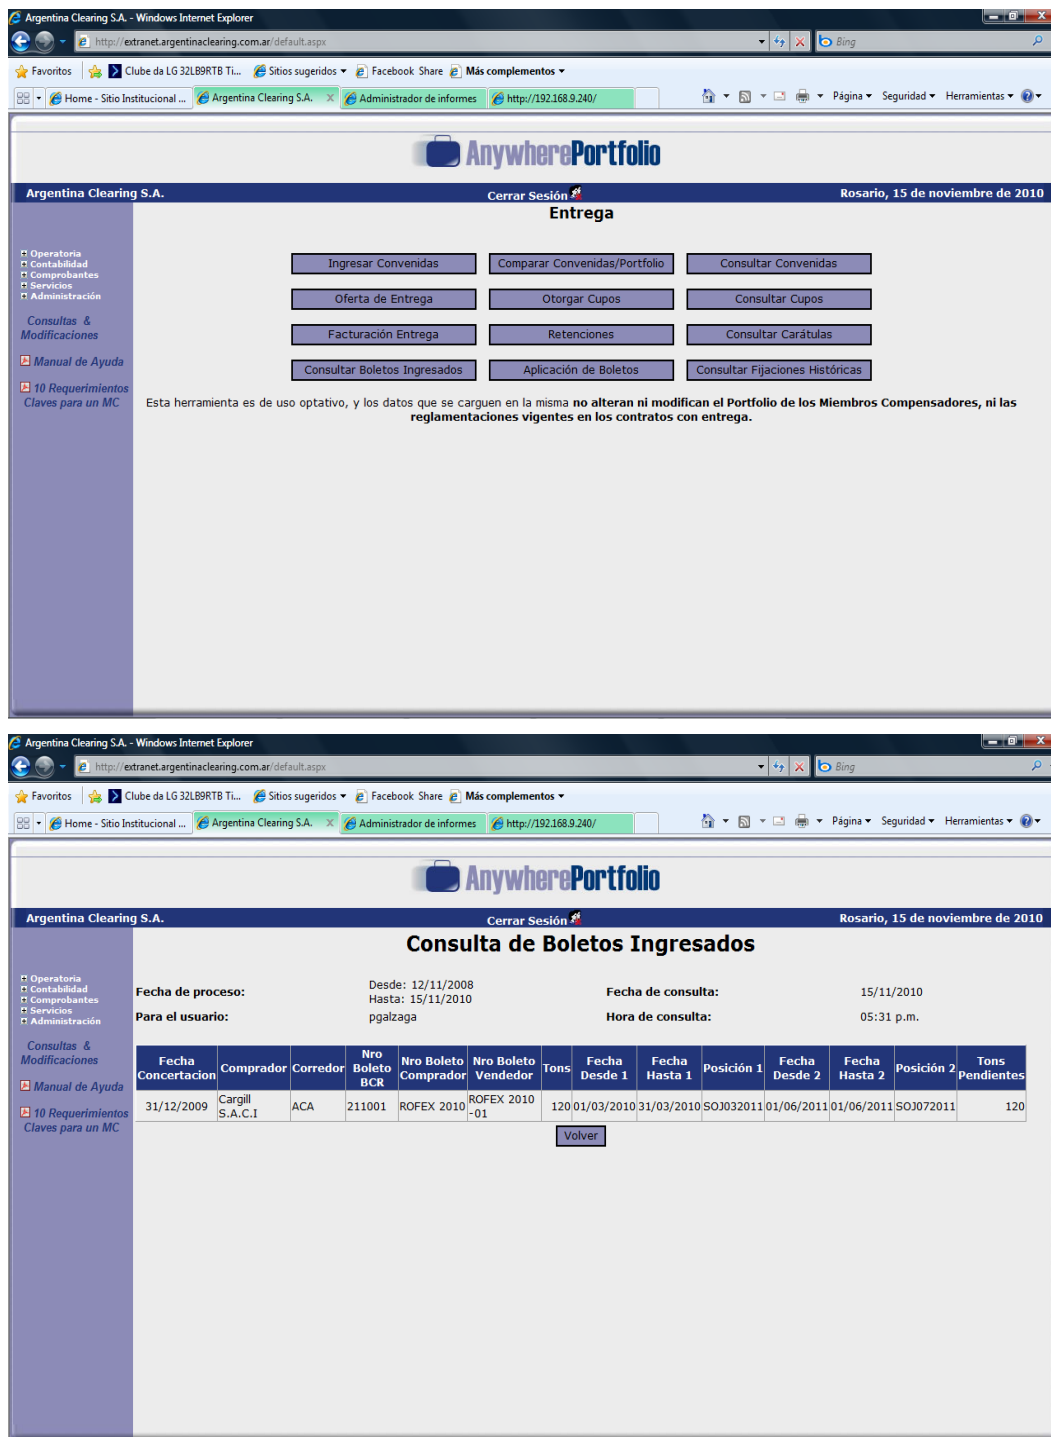 Argentina Clearing S.A. - Windows Internet Explorer
http://extranet.argentinaclearing.com.ar/default.aspx
Bing
Favoritos Clube da LG 32LB9RTB Ti... Sitios sugeridos Facebook Share Más complementos
Home - Sitio Institucional ... Argentina Clearing S.A. X Administrador de informes http://192.168.9.240/ Página Seguridad Herramientas
AnywherePortfolio
Argentina Clearing S.A. Cerrar Sesión Rosario, 15 de noviembre de 2010
Entrega
Operatoria
Contabilidad
Comprobantes
Servicios
Administración
Consultas &
Modificaciones
Manual de Ayuda
10 Requerimientos
Claves para un MC
Ingresar Convenidas Comparar Convenidas/Portfolio Consultar Convenidas
Oferta de Entrega Otorgar Cupos Consultar Cupos
Facturación Entrega Retenciones Consultar Carátulas
Consultar Boletos Ingresados Aplicación de Boletos Consultar Fijaciones Históricas
Esta herramienta es de uso optativo, y los datos que se carguen en la misma no alteran ni modifican el Portfolio de los Miembros Compensadores, ni las
reglamentaciones vigentes en los contratos con entrega.
Argentina Clearing S.A. - Windows Internet Explorer
http://extranet.argentinaclearing.com.ar/default.aspx
Bing
Favoritos Clube da LG 32LB9RTB Ti... Sitios sugeridos Facebook Share Más complementos
Home - Sitio Institucional ... Argentina Clearing S.A. X Administrador de informes http://192.168.9.240/ Página Seguridad Herramientas
AnywherePortfolio
Argentina Clearing S.A. Cerrar Sesión Rosario, 15 de noviembre de 2010
Consulta de Boletos Ingresados
Operatoria
Contabilidad
Comprobantes
Servicios
Administración
Consultas &
Modificaciones
Manual de Ayuda
10 Requerimientos
Claves para un MC
Fecha de proceso: Desde: 12/11/2008 Fecha de consulta: 15/11/2010
Hasta: 15/11/2010
Para el usuario: pgalzaga Hora de consulta: 05:31 p.m.
Fecha Concertacion Comprador Corredor Nro Boleto BCR Nro Boleto Comprador Nro Boleto Vendedor Tons Fecha Desde 1 Fecha Hasta 1 Posición 1 Fecha Desde 2 Fecha Hasta 2 Posición 2 Tons Pendientes
31/12/2009 Cargill S.A.C.I ACA 211001 ROFEX 2010 ROFEX 2010 -01 120 01/03/2010 31/03/2010 SOJ032011 01/06/2011 01/06/2011 SOJ072011 120
Volver